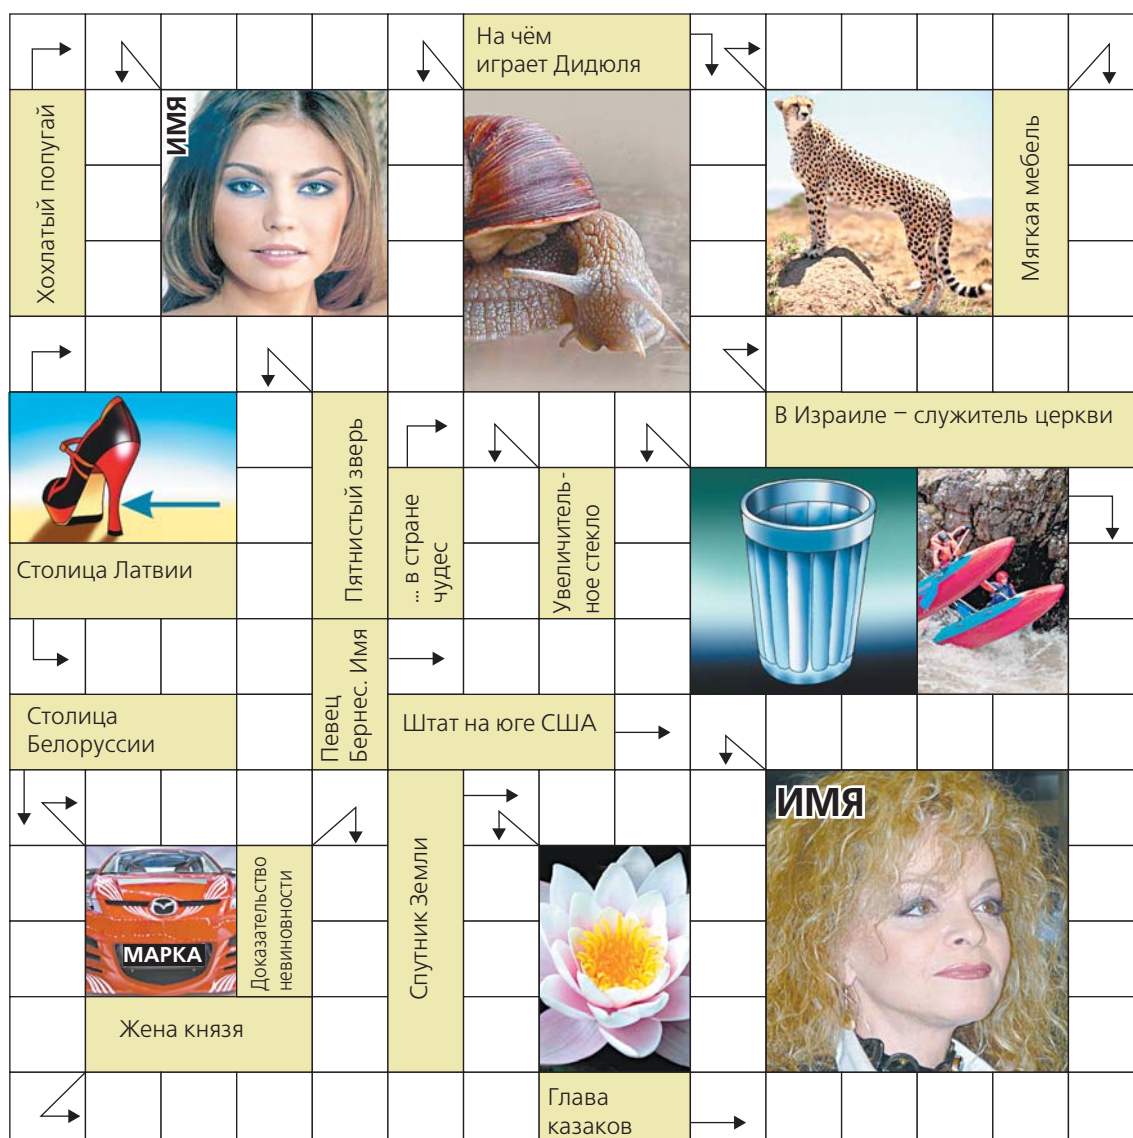 На чём
играет Дидюля
Хохлатый попугай
ИМЯ
Мягкая мебель
В Израиле – служитель церкви
Пятнистый зверь
... в стране
чудес
Увеличитель-
ное стекло
Столица Латвии
Певец
Бернес. Имя
Столица
Белоруссии
Штат на юге США
ИМЯ
Спутник Земли
Доказательство
невиновности
МАРКА
Жена князя
Глава
казаков